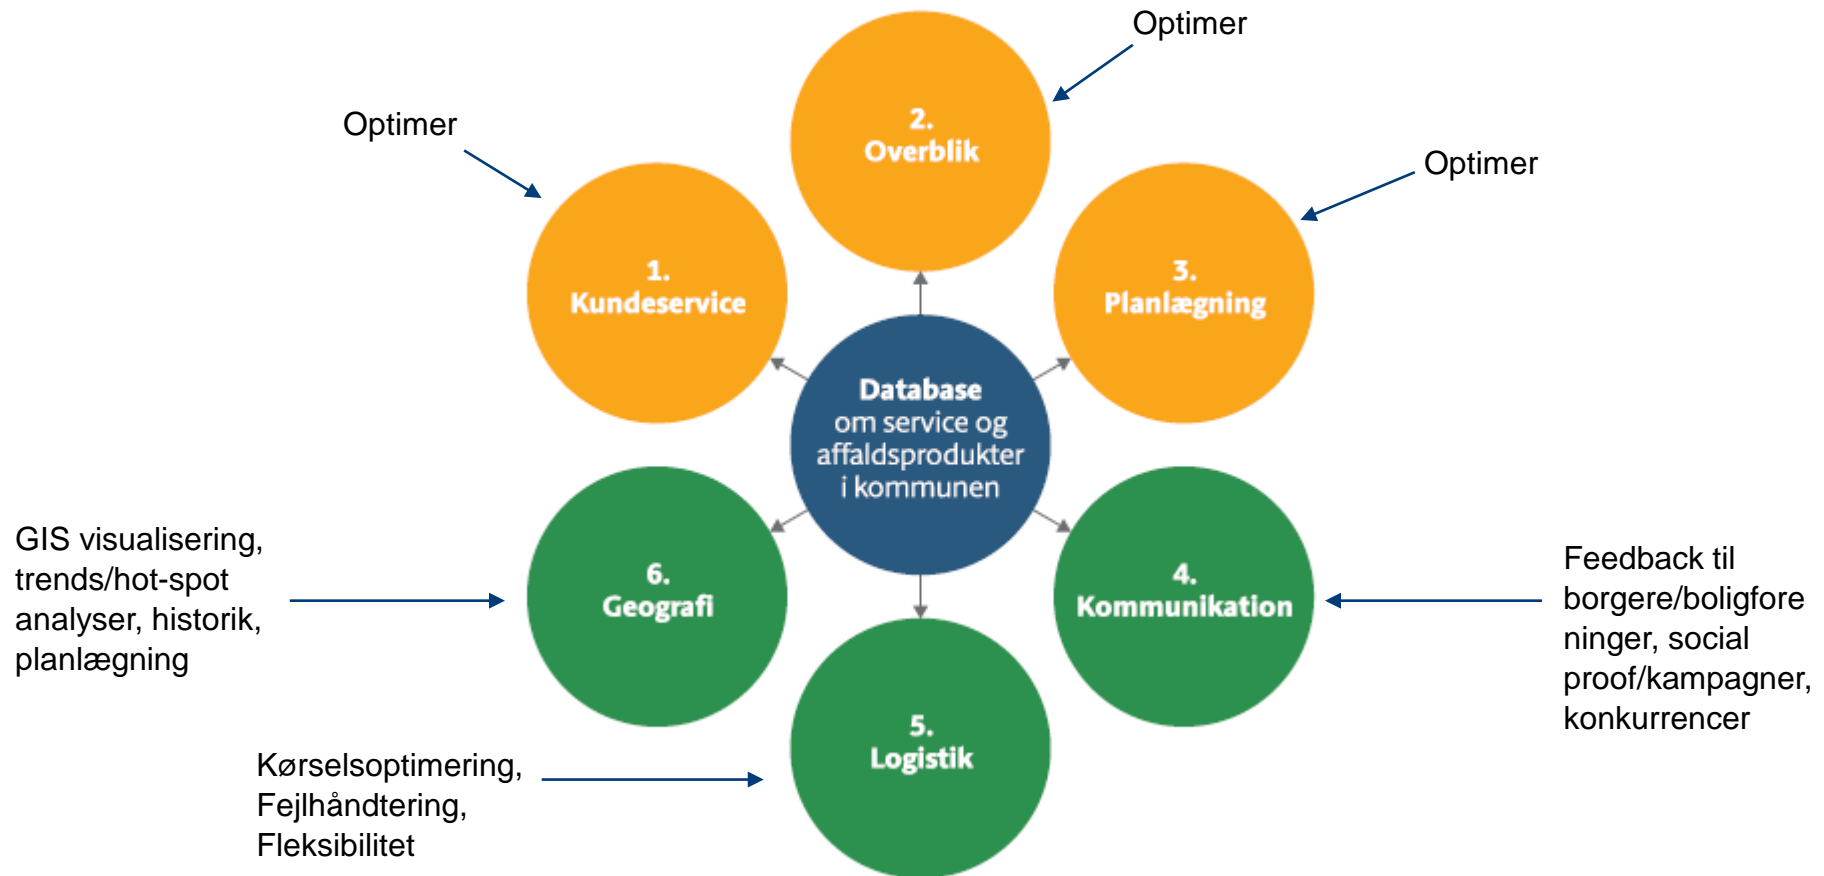 Optimer
Optimer
Optimer
2.
Overblik
1.
Kundeservice
3.
Planlægning
Database
om service og
affaldsprodukter
i kommunen
GIS visualisering,
trends/hot-spot
analyser, historik,
planlægning
6.
Geografi
4.
Kommunikation
Feedback til
borgere/boligfore
ninger, social
proof/kampagner,
konkurrencer
5.
Logistik
Kørselsoptimering,
Fejlhåndtering,
Fleksibilitet